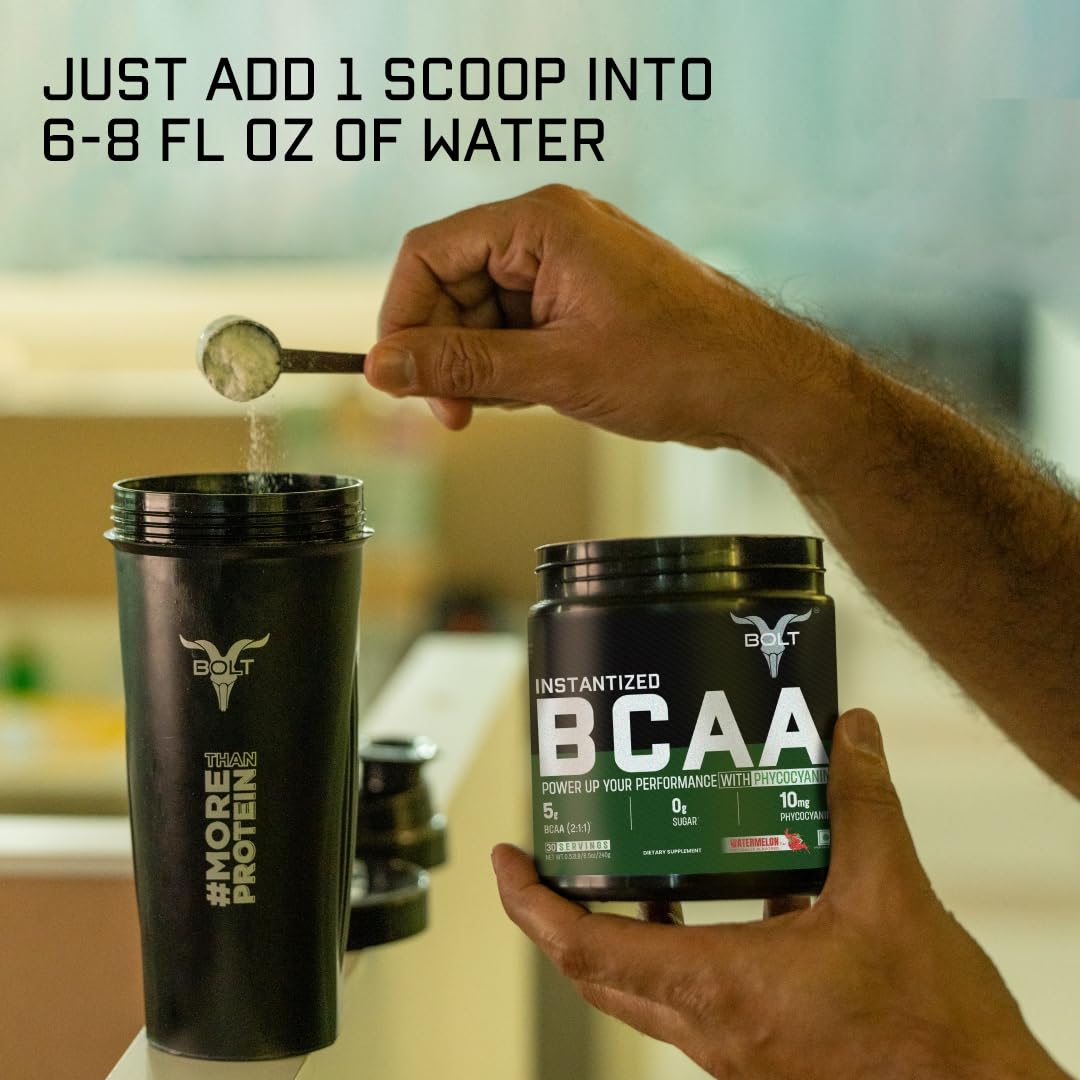 JUST ADD 1 SCOOP INTO
6-8 FL OZ OF WATER
BOLT
#MORE
THAN
PROTEIN
BOLT
INSTANTIZED
BCAA
POWER UP YOUR PERFORMANCE WITH PHYCOCYANIN
5g
BCAA (2:1:1)
0g
SUGAR
10mg
PHYCOCYANIN
30 SERVINGS
DIETARY SUPPLEMENT
WATERMELON